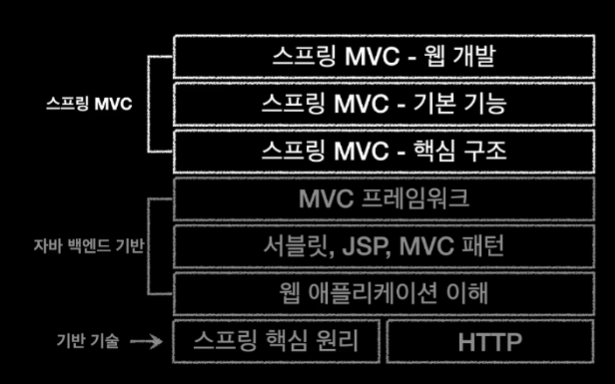 스프링 MVC - 웹 개발
스프링 MVC - 기본 기능
스프링 MVC
스프링 MVC - 핵심 구조
MVC 프레임워크
자바 백엔드 기반
서블릿, JSP, MVC 패턴
웹 애플리케이션 이해
기반 기술
스프링 핵심 원리
HTTP